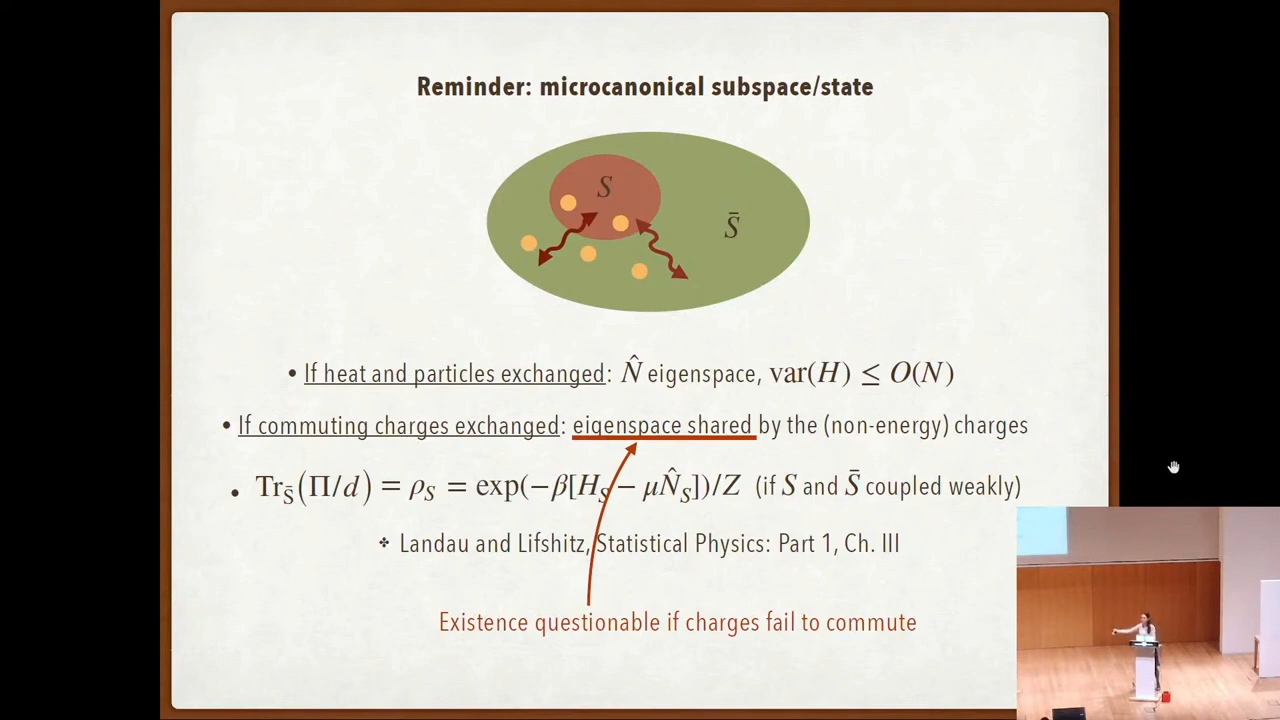 Reminder: microcanonical subspace/state
S
S̄
• If heat and particles exchanged: N̂ eigenspace, var(H) ≤ O(N)
• If commuting charges exchanged: eigenspace shared by the (non-energy) charges
• Tr_S̄(Π/d) = ρ_S = exp(−β[H_S − μN̂_S])/Z (if S and S̄ coupled weakly)
❖ Landau and Lifshitz, Statistical Physics: Part 1, Ch. III
Existence questionable if charges fail to commute